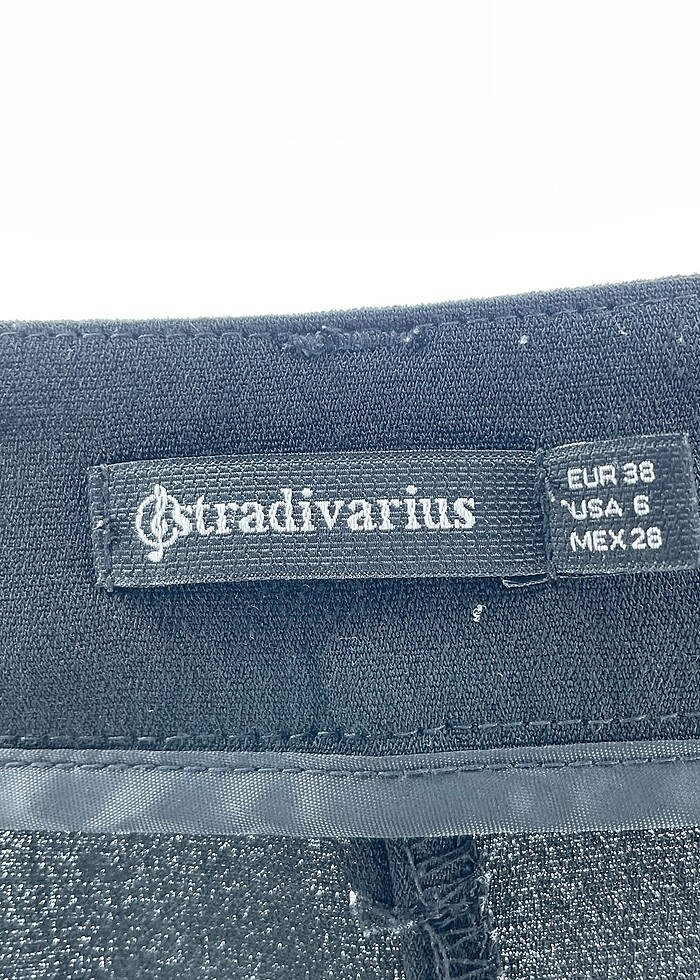 stradivarius
EUR 38
USA 6
MEX 28